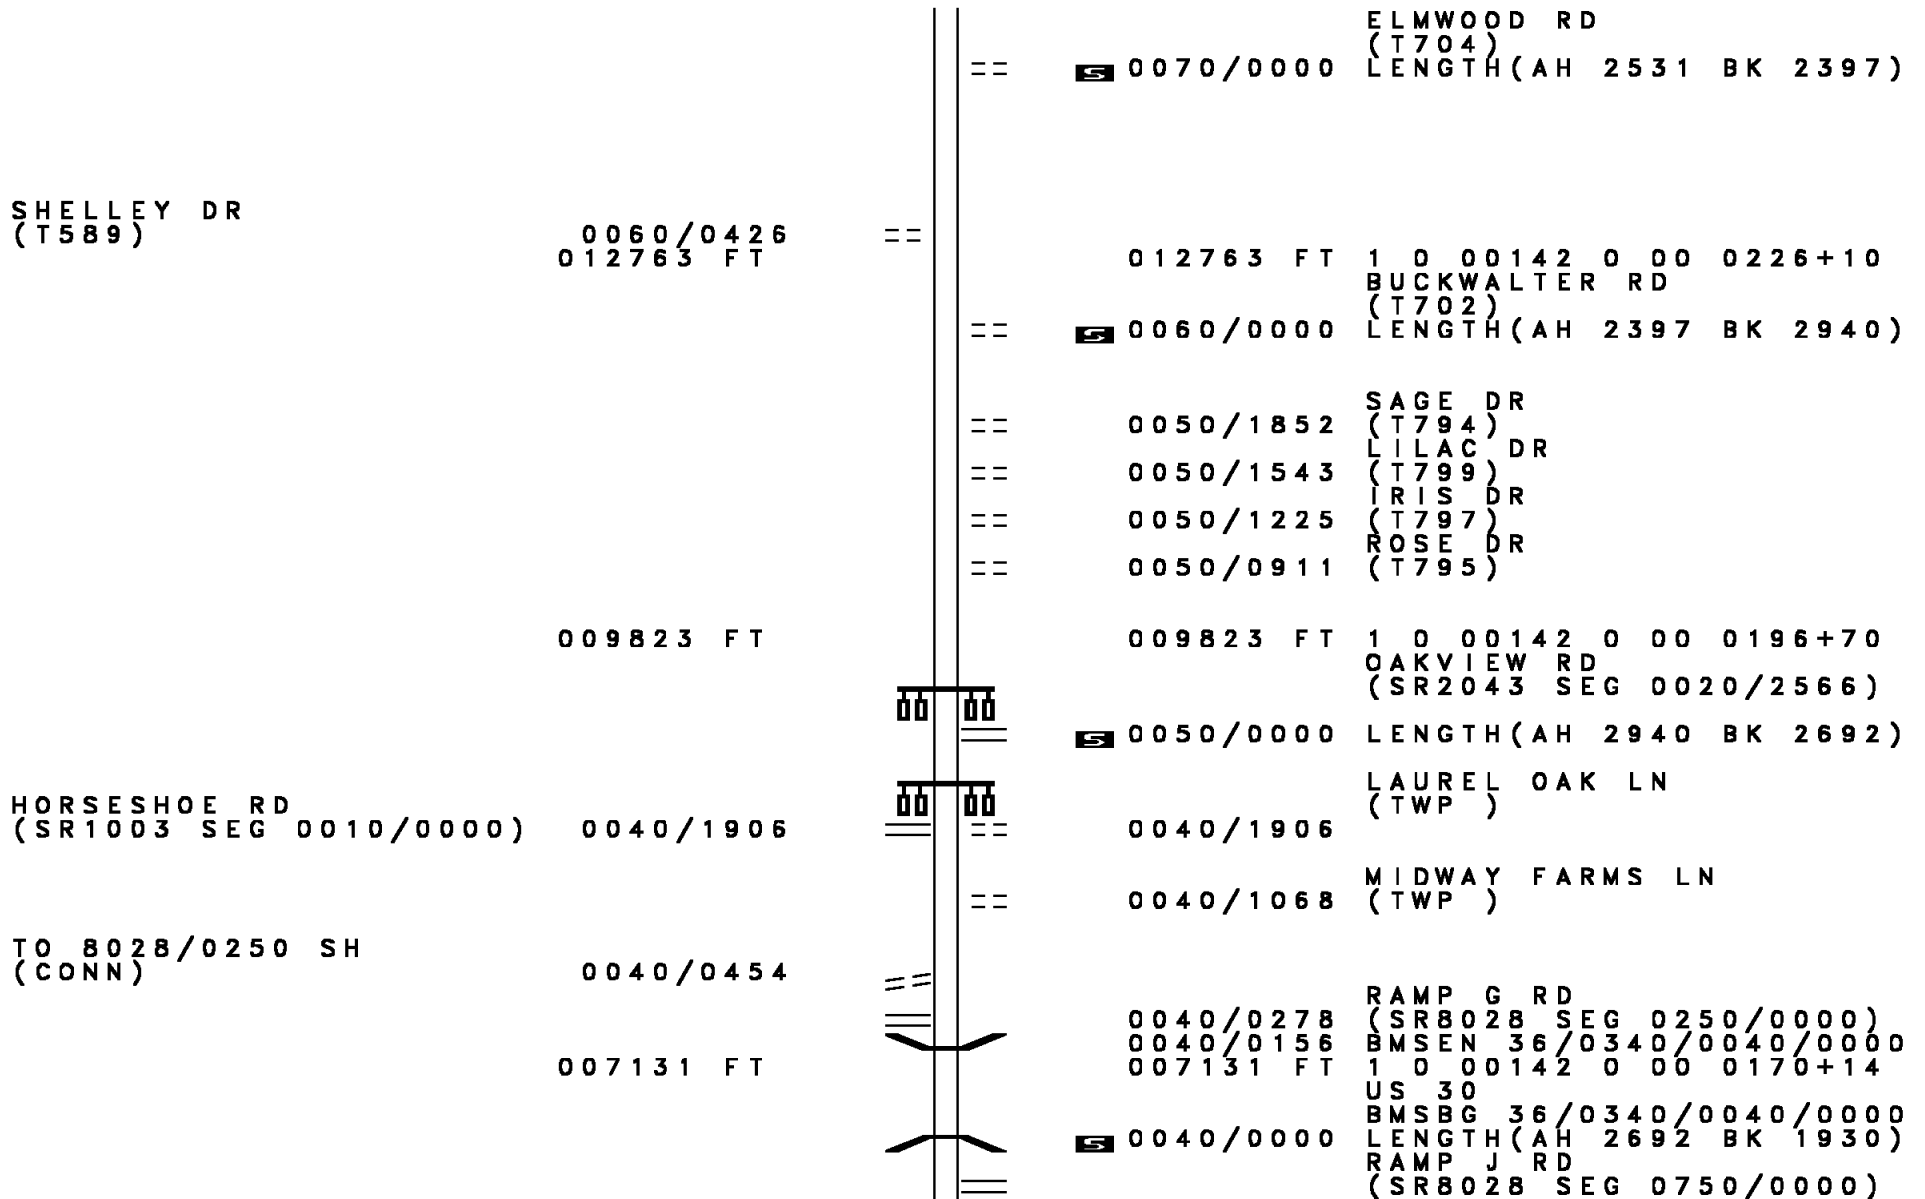 ELMWOOD RD
(T704)
S 0070/0000 LENGTH(AH 2531 BK 2397)
SHELLEY DR
(T589) 0060/0426
012763 FT 012763 FT 1 0 00142 0 00 0226+10
BUCKWALTER RD
(T702)
S 0060/0000 LENGTH(AH 2397 BK 2940)
SAGE DR
0050/1852 (T794)
LILAC DR
0050/1543 (T799)
IRIS DR
0050/1225 (T797)
ROSE DR
0050/0911 (T795)
009823 FT 009823 FT 1 0 00142 0 00 0196+70
OAKVIEW RD
(SR2043 SEG 0020/2566)
S 0050/0000 LENGTH(AH 2940 BK 2692)
LAUREL OAK LN
HORSESHOE RD (TWP )
(SR1003 SEG 0010/0000) 0040/1906 0040/1906
MIDWAY FARMS LN
0040/1068 (TWP )
TO 8028/0250 SH
(CONN) 0040/0454
RAMP G RD
0040/0278 (SR8028 SEG 0250/0000)
0040/0156 BMSEN 36/0340/0040/0000
007131 FT 007131 FT 1 0 00142 0 00 0170+14
US 30
BMSBG 36/0340/0040/0000
S 0040/0000 LENGTH(AH 2692 BK 1930)
RAMP J RD
(SR8028 SEG 0750/0000)